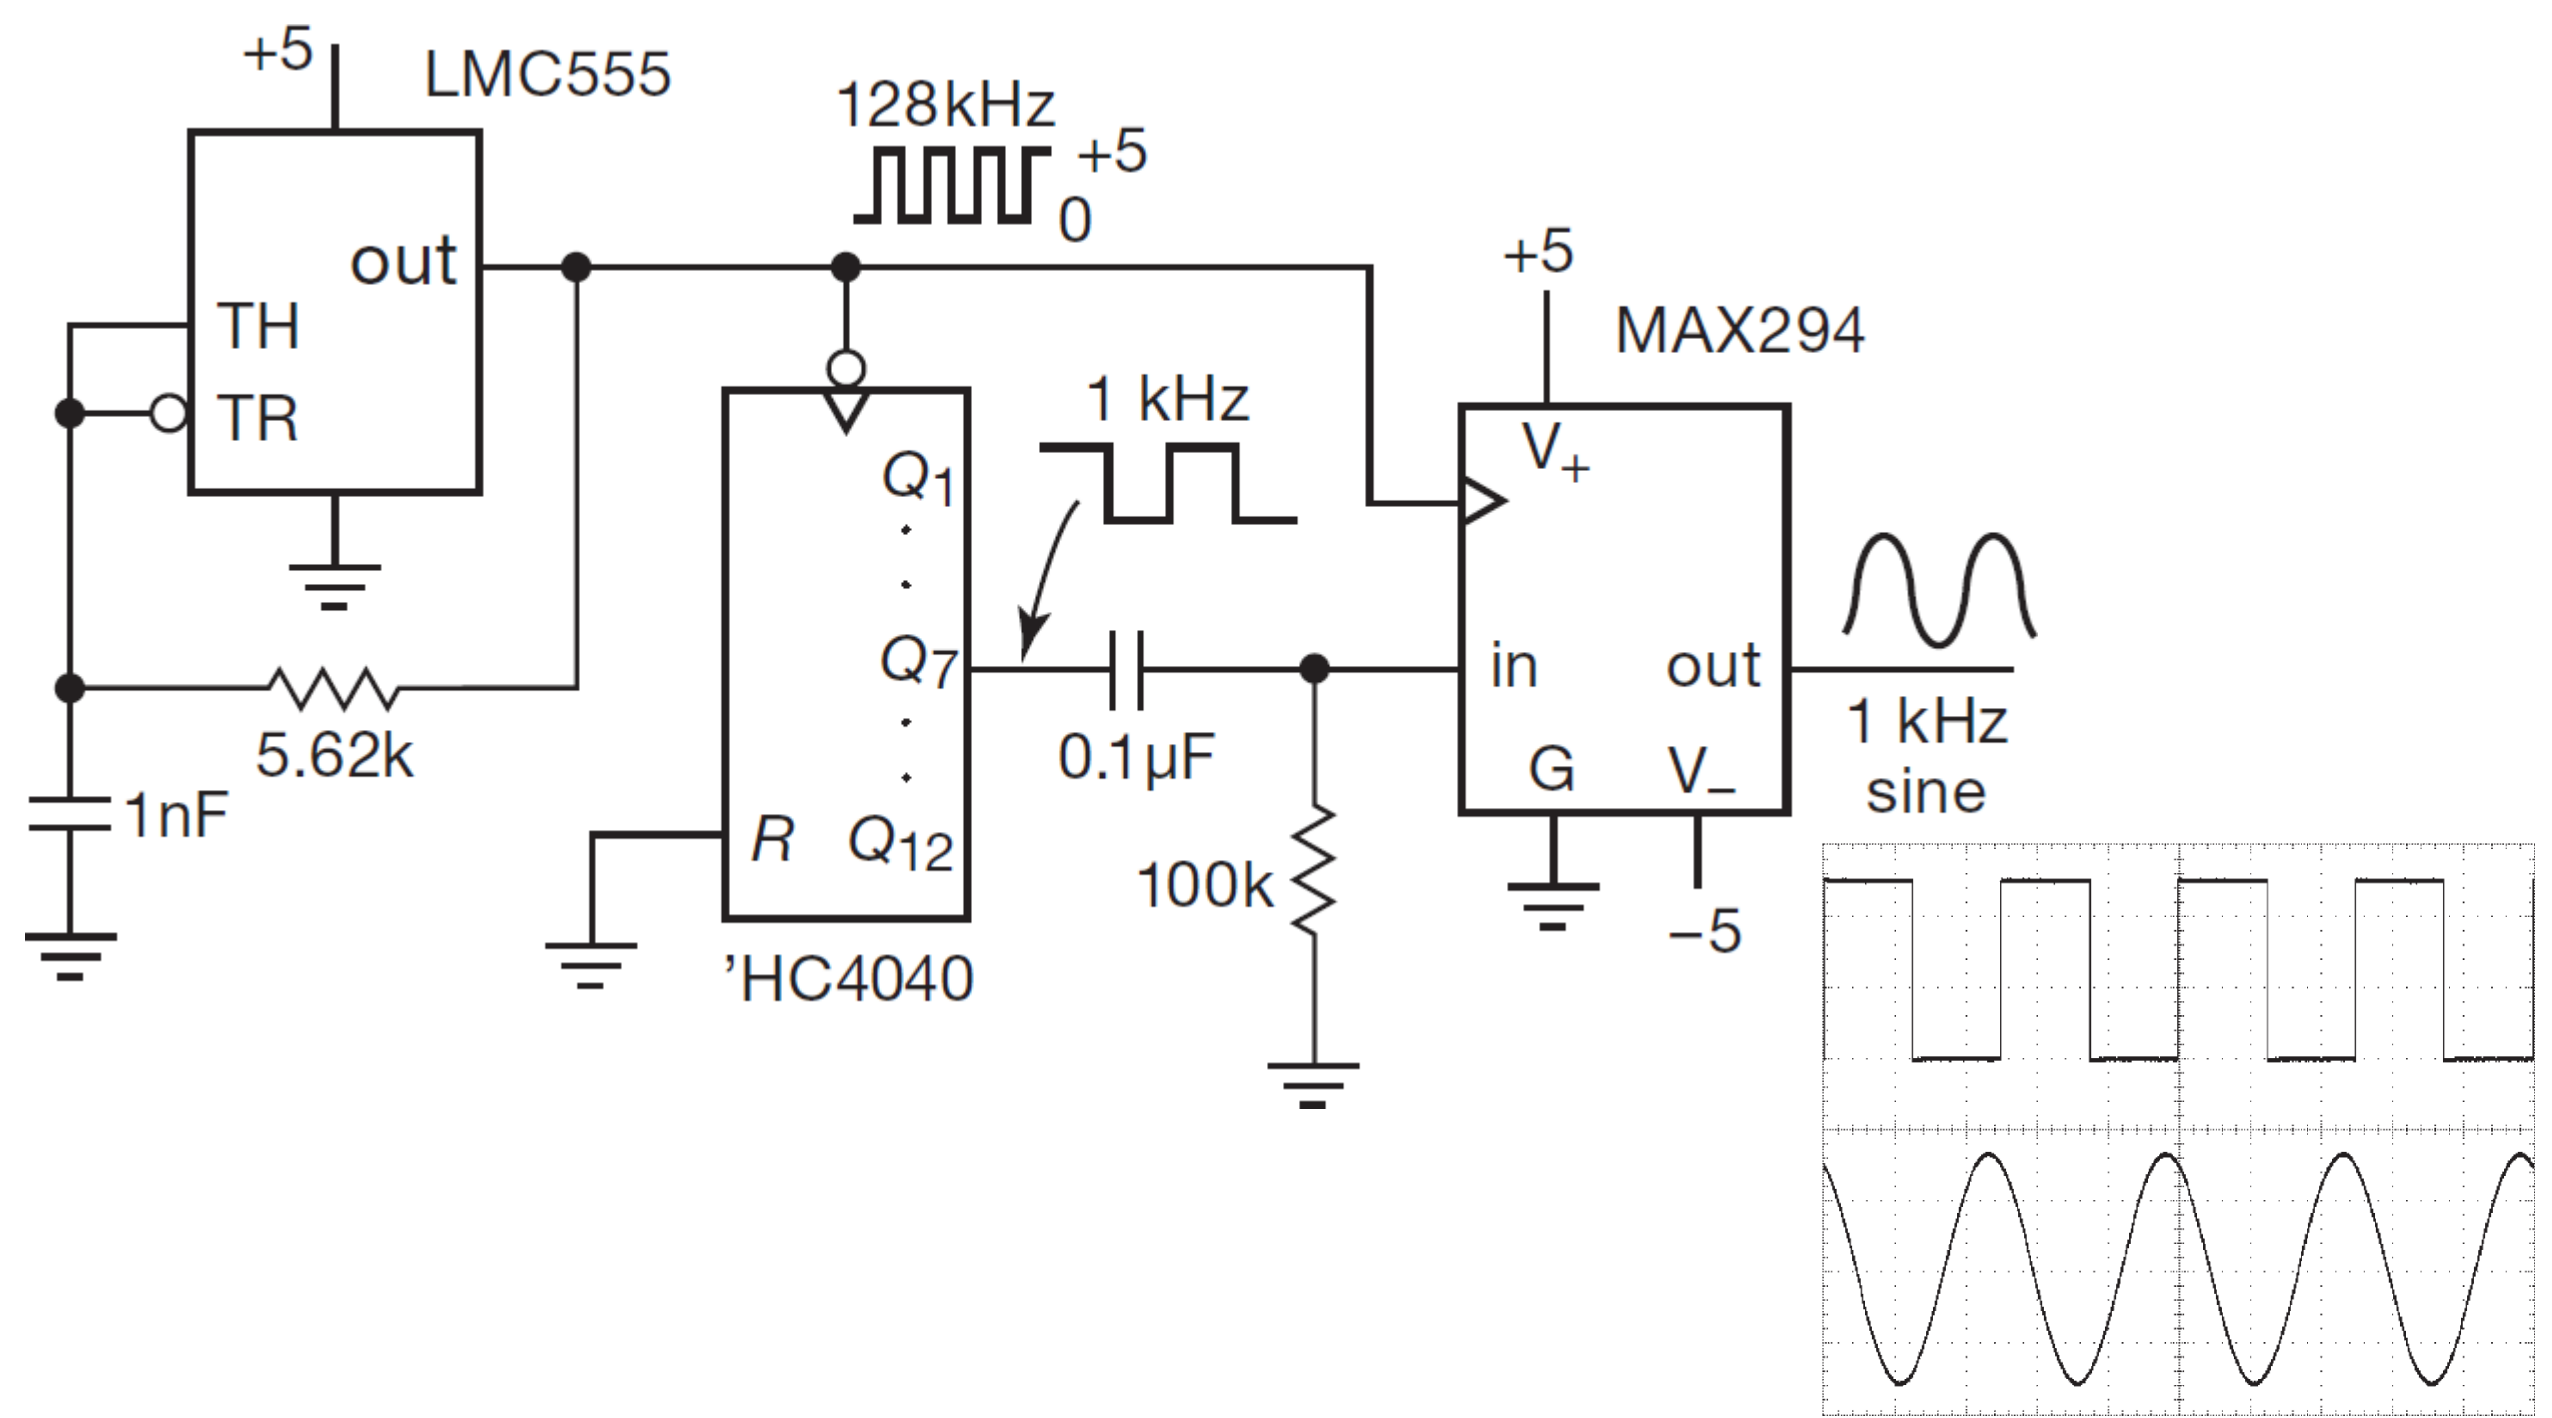 +5
LMC555
128kHz
+5
0
out
TH
TR
+5
MAX294
1 kHz
V+
Q1
Q7
in
out
5.62k
0.1µF
1 kHz
sine
1nF
G
V−
R
Q12
100k
−5
'HC4040